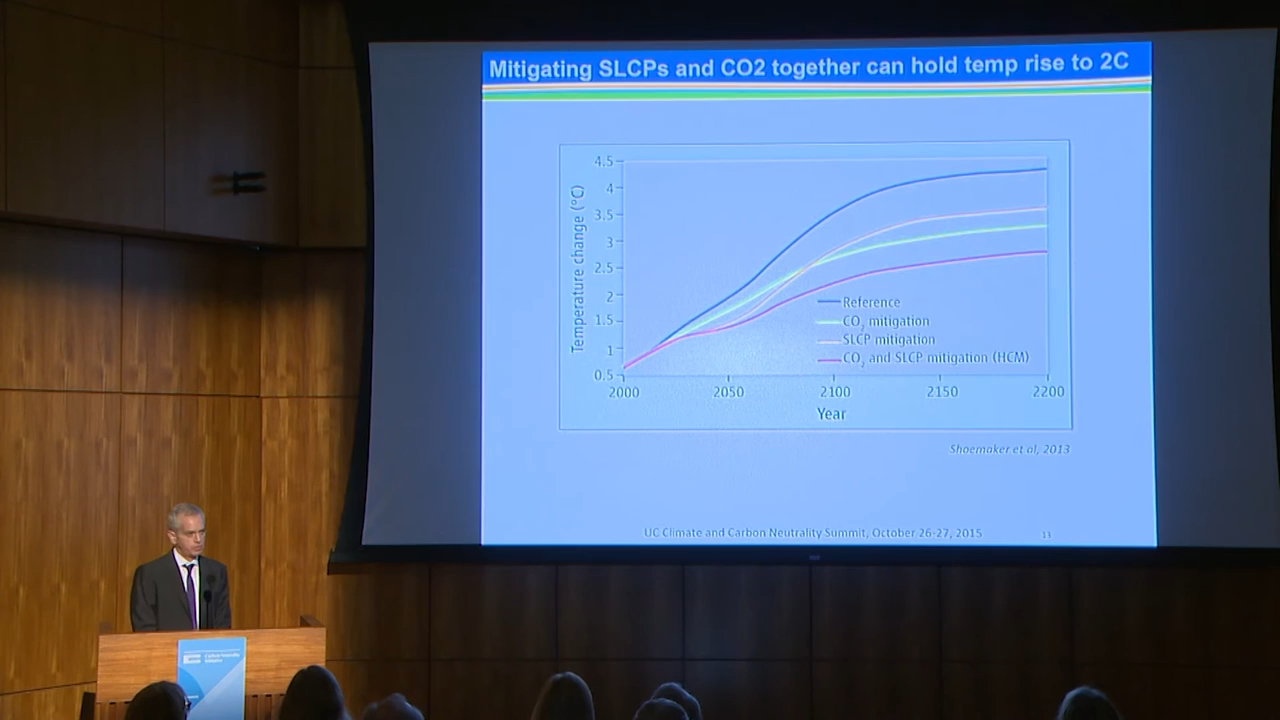 Mitigating SLCPs and CO2 together can hold temp rise to 2C
Temperature change (°C)
4.5
4
3.5
3
2.5
2
1.5
1
0.5
2000
2050
2100
2150
2200
Year
Reference
CO₂ mitigation
SLCP mitigation
CO₂ and SLCP mitigation (HCM)
Shoemaker et al, 2013
UC Climate and Carbon Neutrality Summit, October 26-27, 2015
13